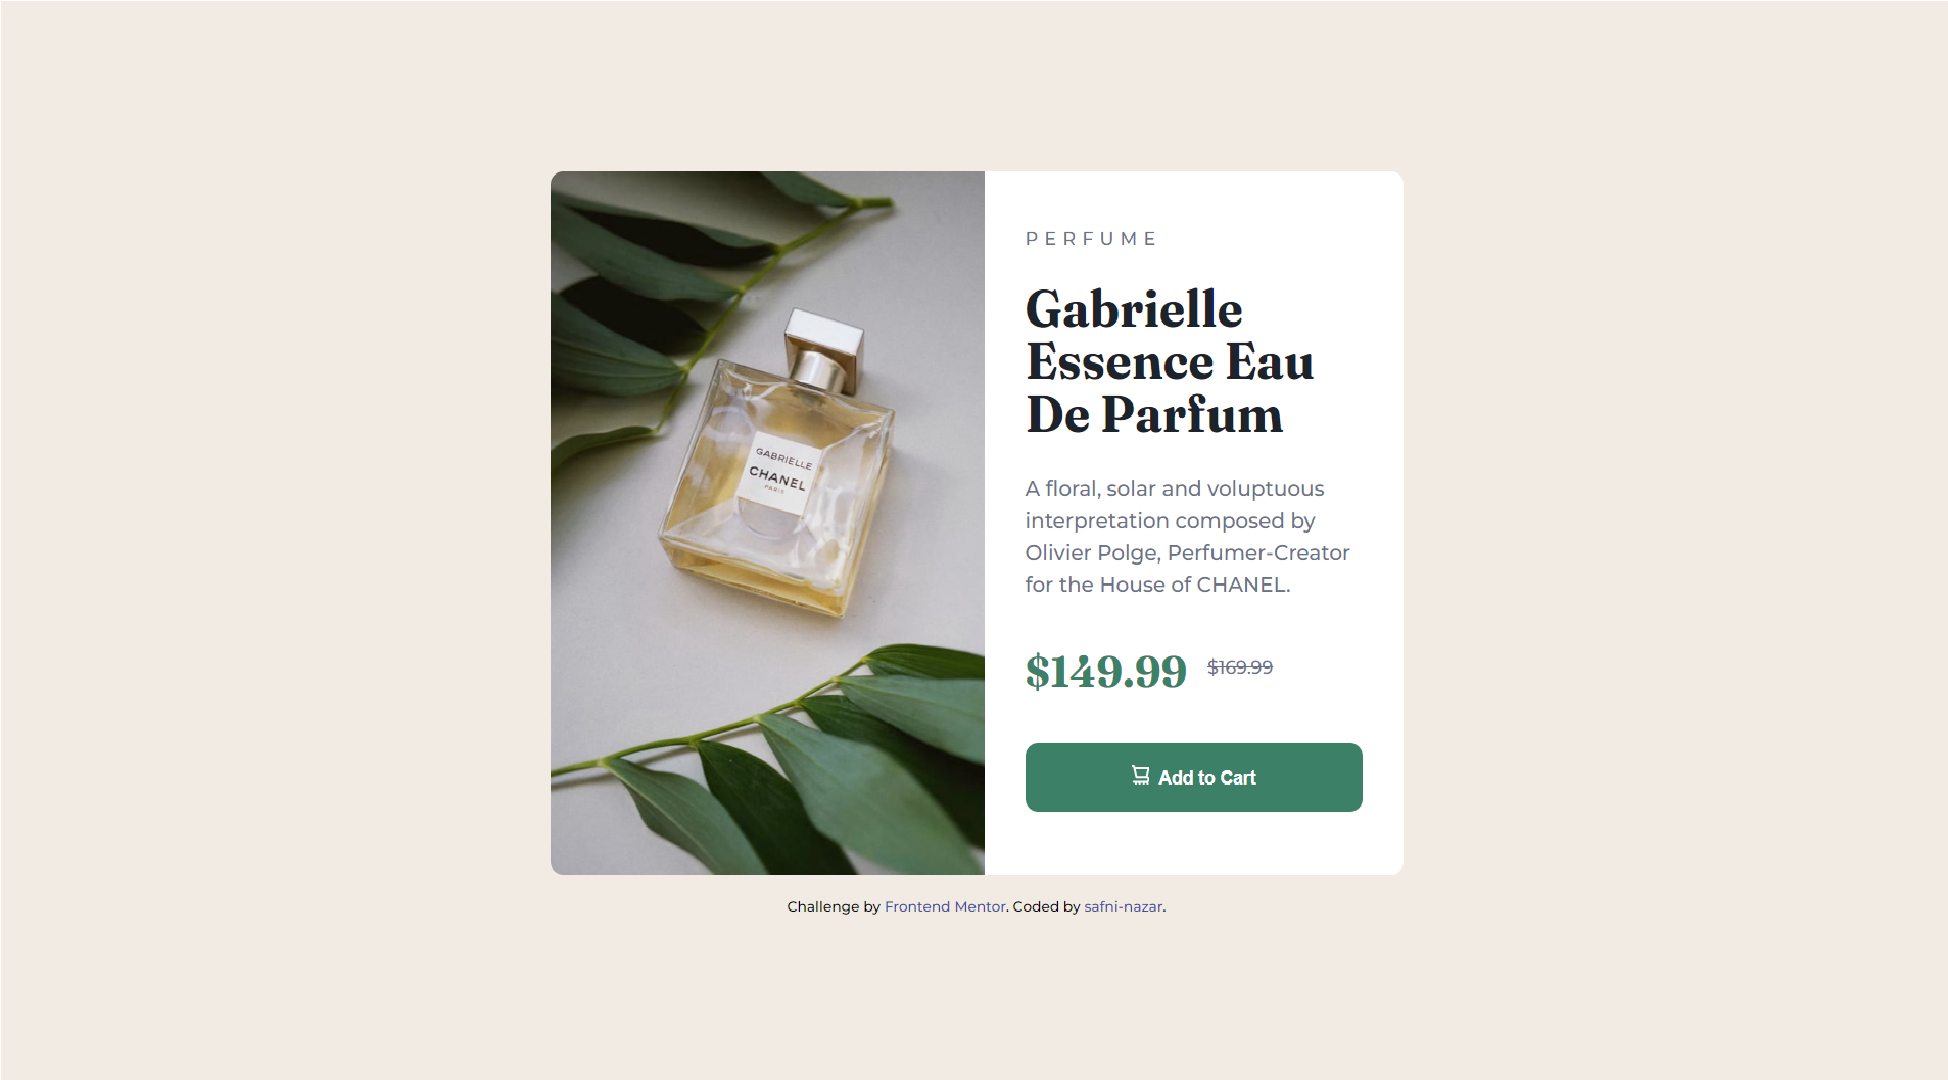 GABRIELLE
CHANEL
PARIS
PERFUME
Gabrielle
Essence Eau
De Parfum
A floral, solar and voluptuous
interpretation composed by
Olivier Polge, Perfumer-Creator
for the House of CHANEL.
$149.99 $169.99
Add to Cart
Challenge by Frontend Mentor. Coded by safni-nazar.